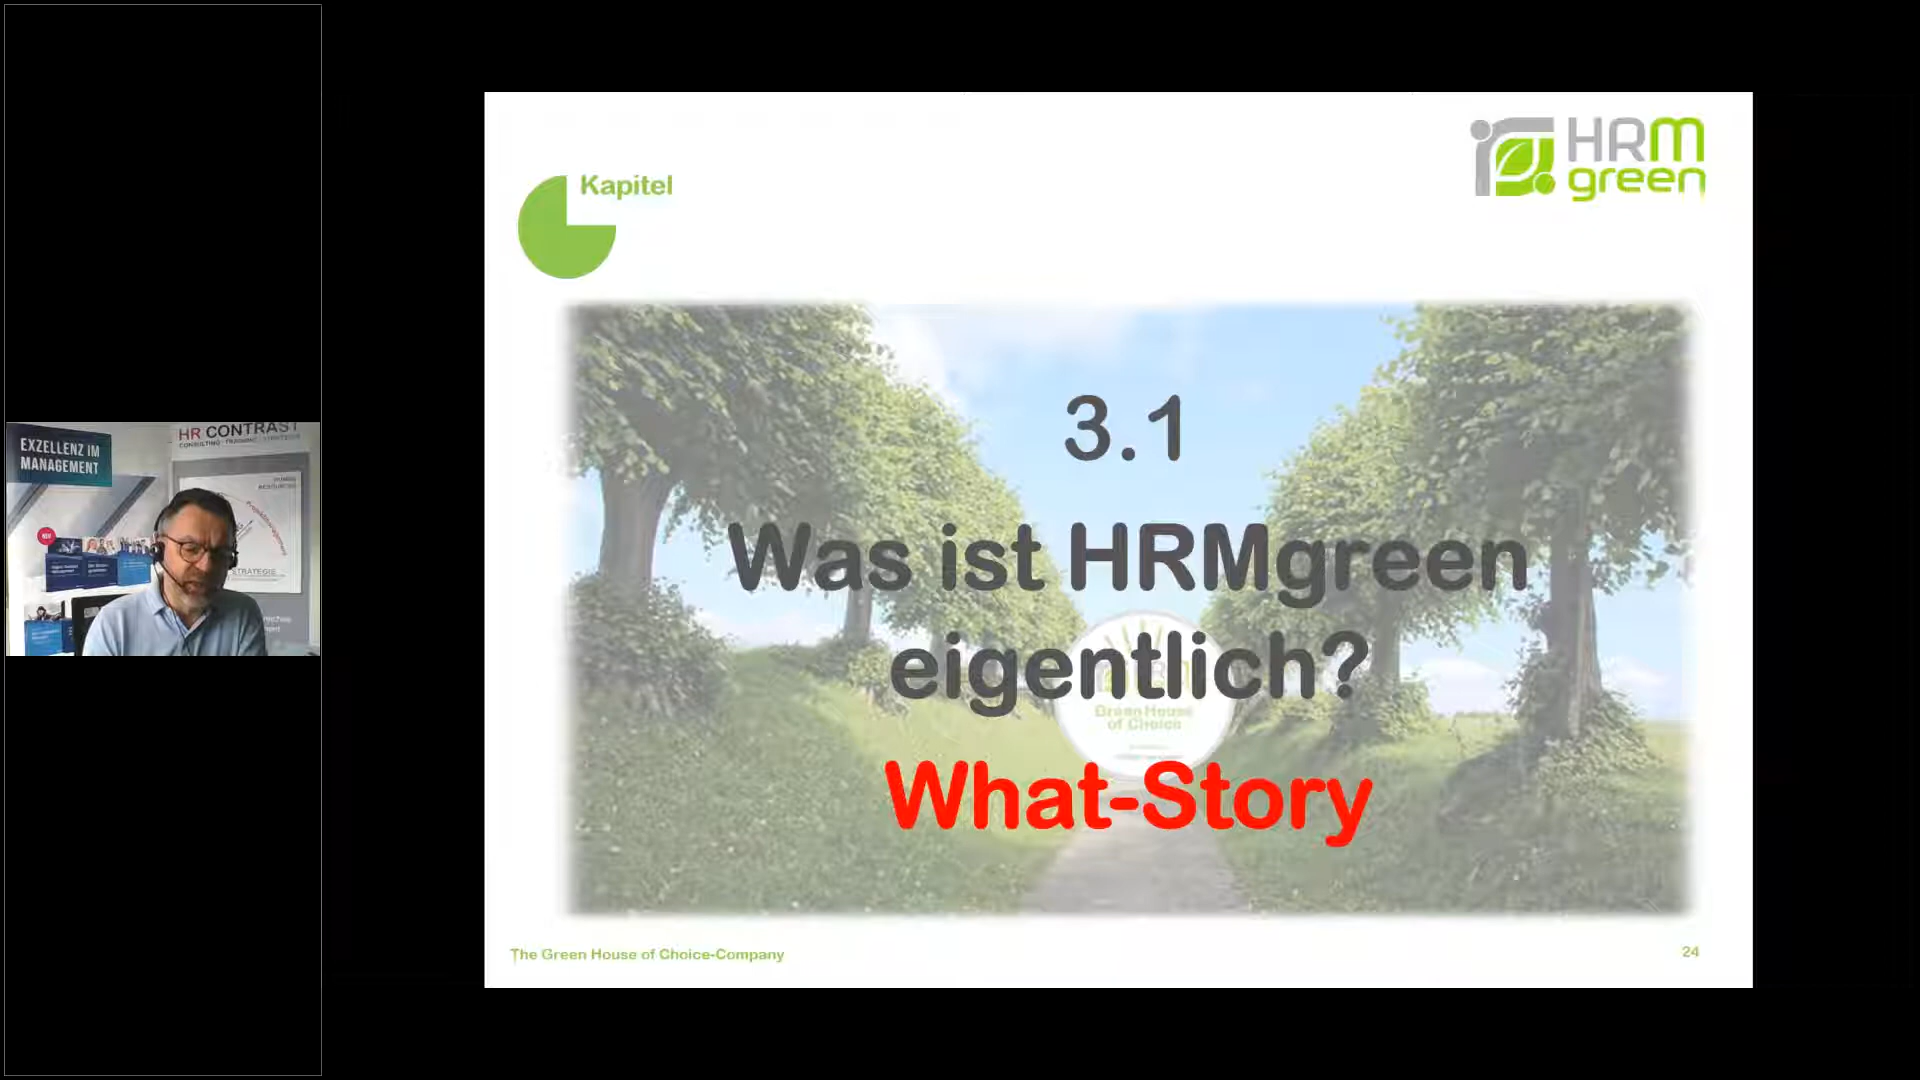 EXZELLENZ IM
MANAGEMENT
HR CONTRAST
NEU
STRATEGIE
Kapitel
HRM
green
3.1
Was ist HRMgreen
eigentlich?
Green House
of Choice
What-Story
The Green House of Choice-Company
24